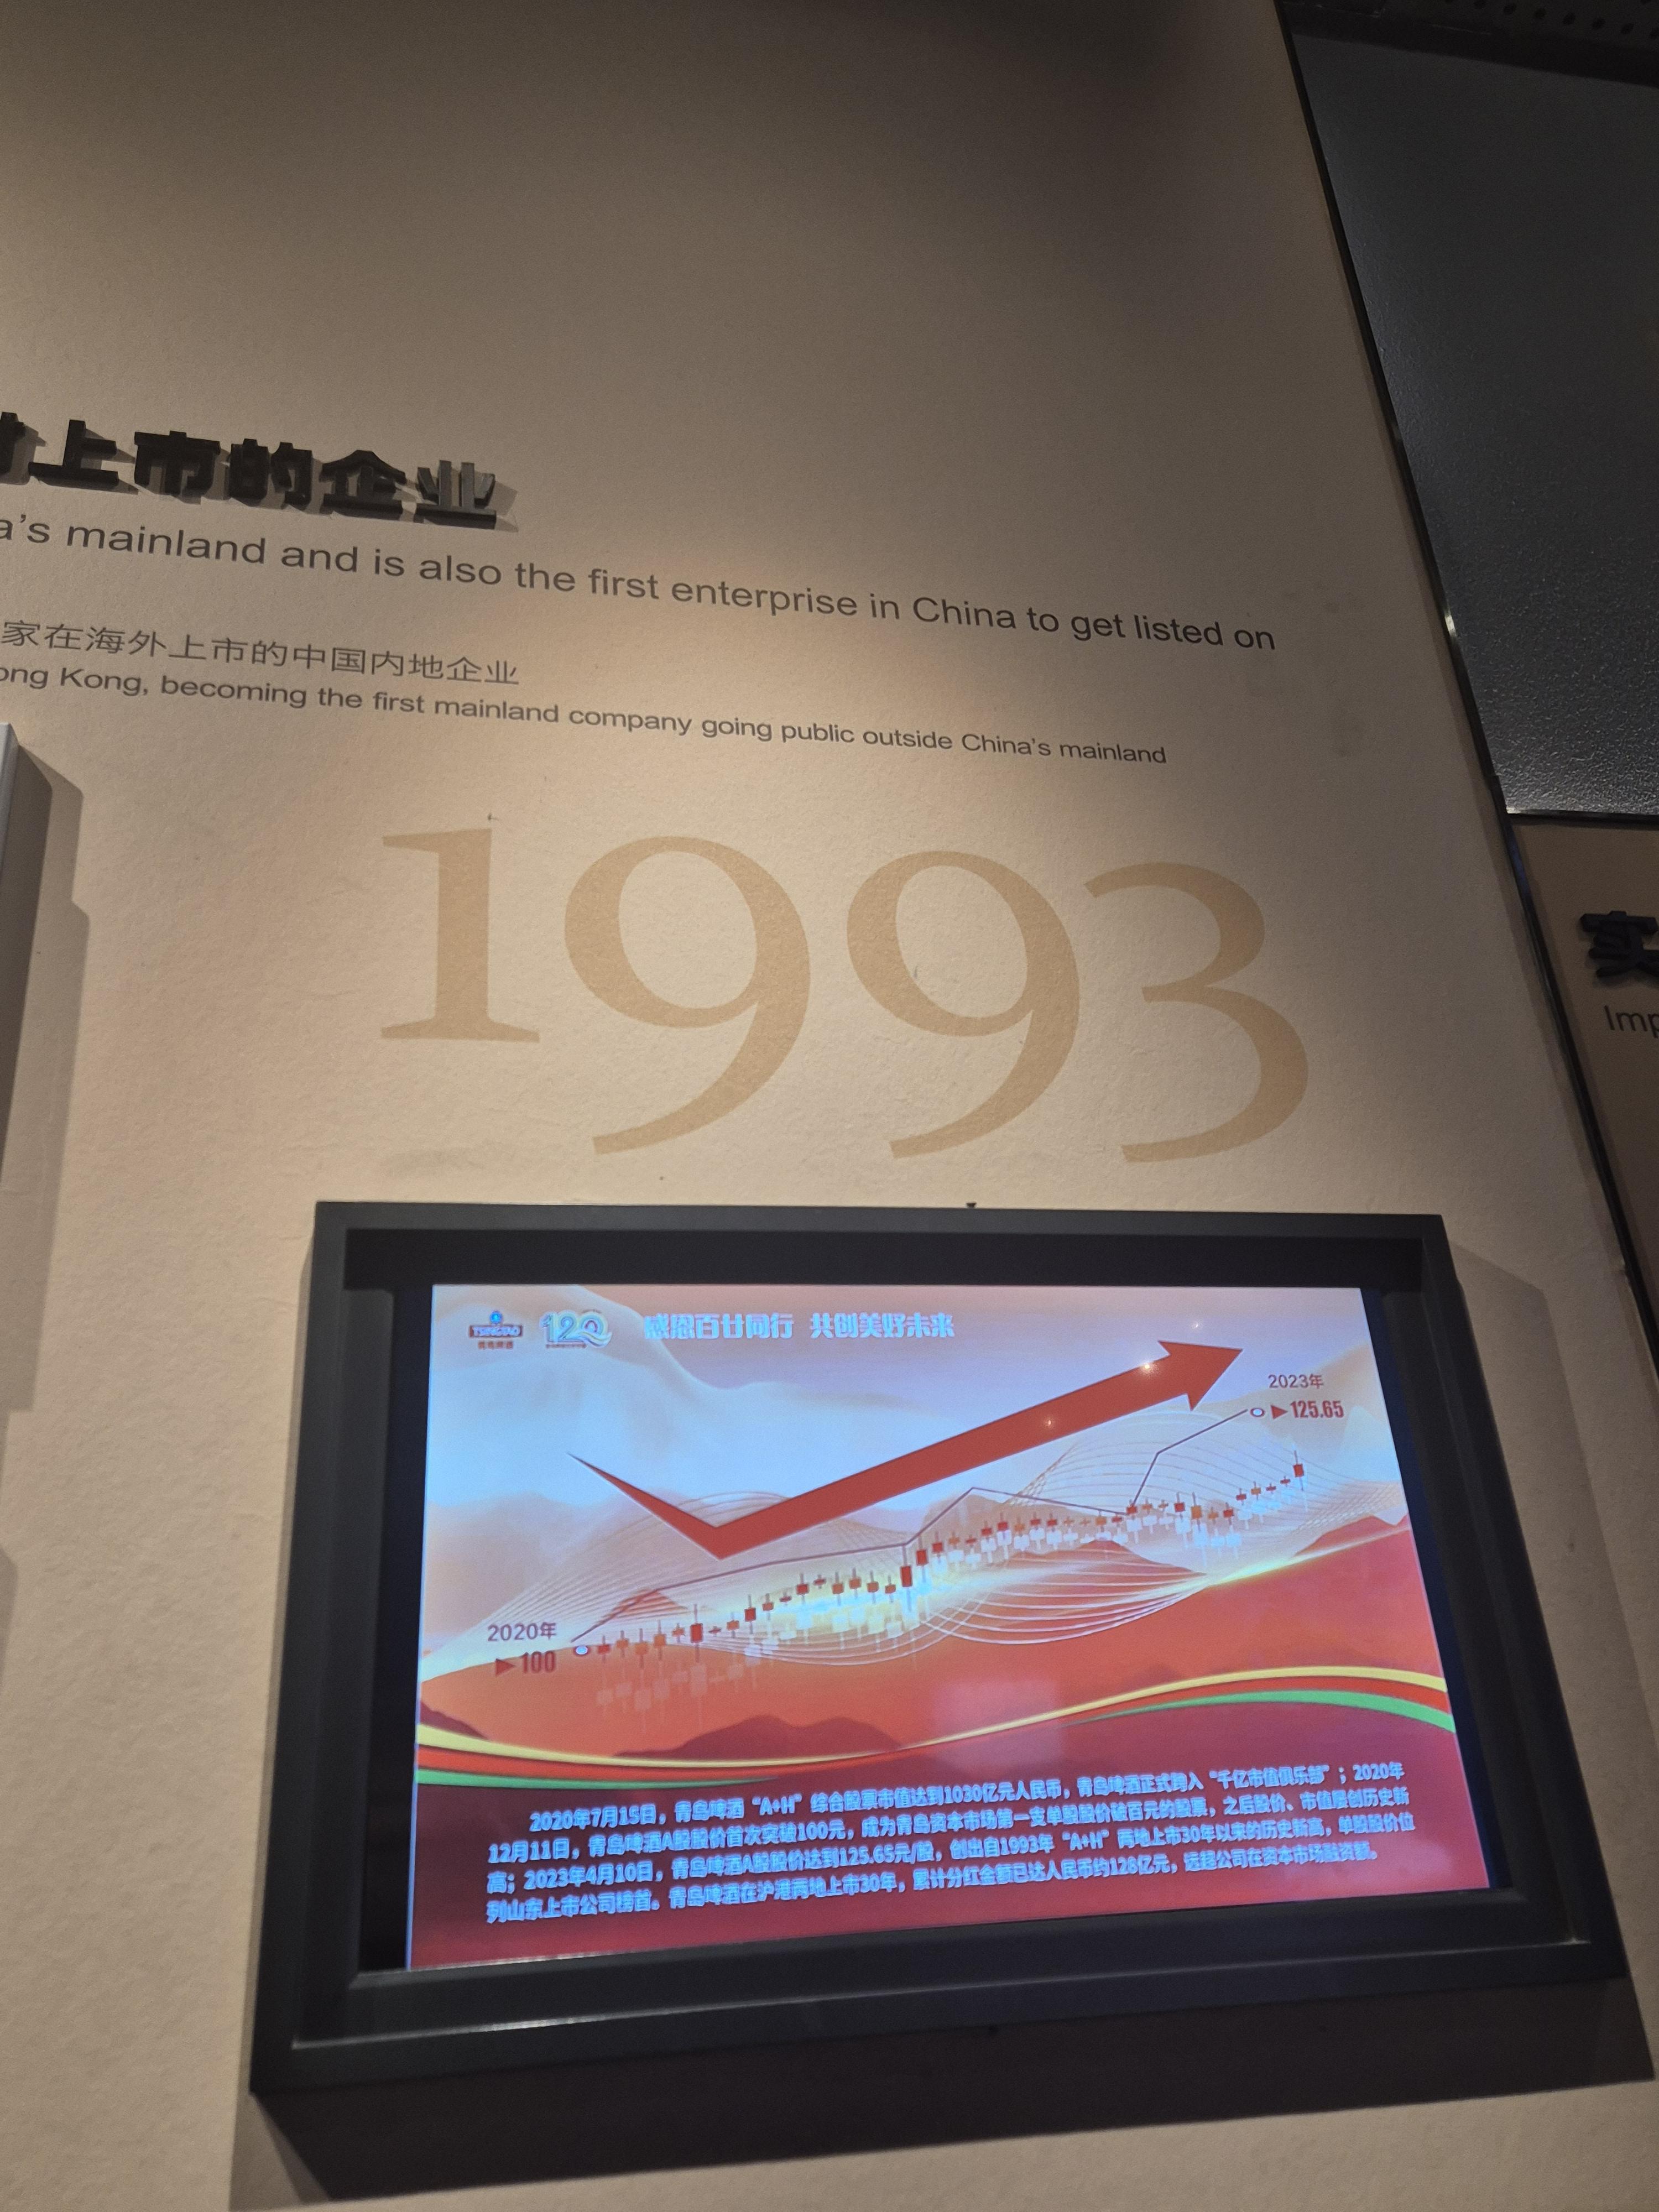 上市的企业
a's mainland and is also the first enterprise in China to get listed on
家在海外上市的中国内地企业
ong Kong, becoming the first mainland company going public outside China's mainland
1993
实
Imp
TSINGTAO
青岛啤酒
120
感恩百廿同行 共创美好未来
2023年
▶125.65
2020年
▶100
2020年7月15日，青岛啤酒“A+H”综合股票市值达到1030亿元人民币，青岛啤酒正式跨入“千亿市值俱乐部”；2020年
12月11日，青岛啤酒A股股价首次突破100元，成为青岛资本市场第一支单股股价破百元的股票，之后股价、市值屡创历史新
高；2023年4月10日，青岛啤酒A股股价达到125.65元/股，创出自1993年“A+H”两地上市30年以来的历史新高，单股股价位
列山东上市公司榜首。青岛啤酒在沪港两地上市30年，累计分红金额已达人民币约128亿元，远超公司在资本市场融资额。